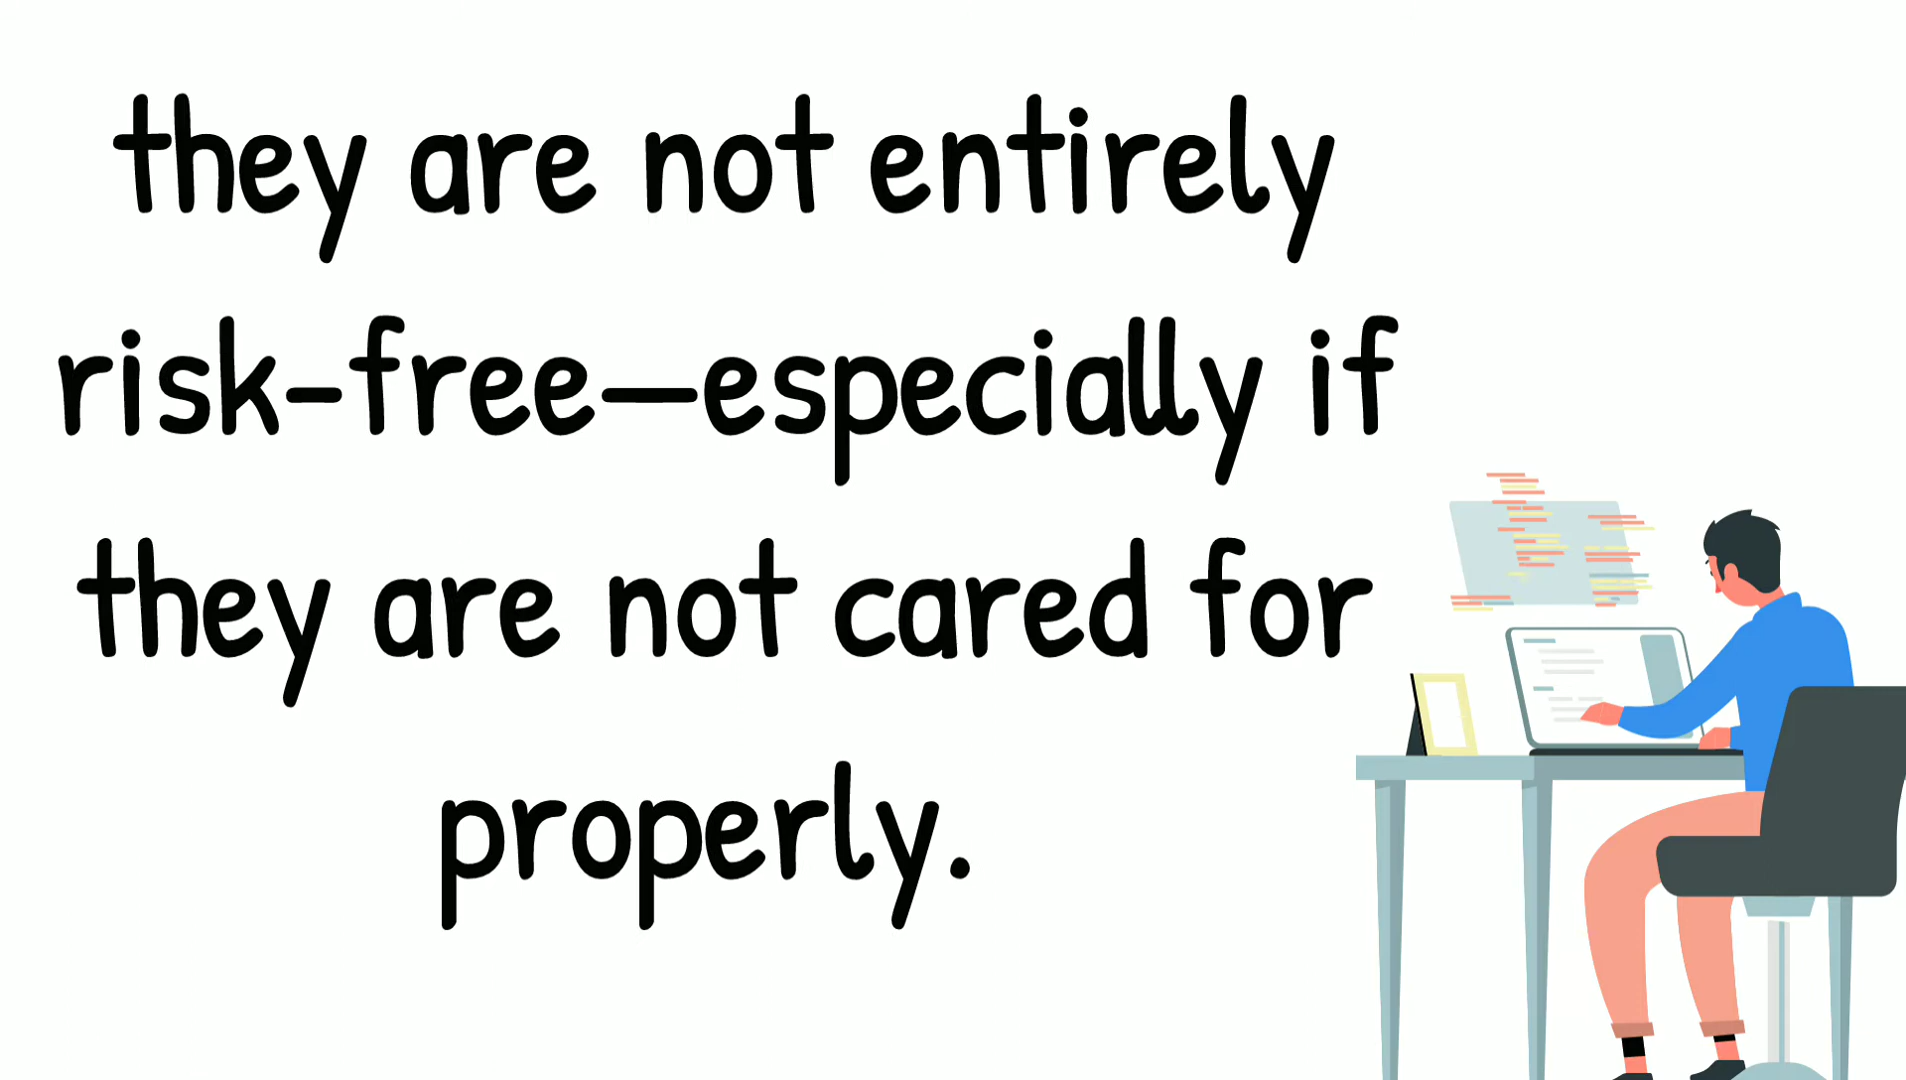 they are not entirely
risk-free—especially if
they are not cared for
properly.